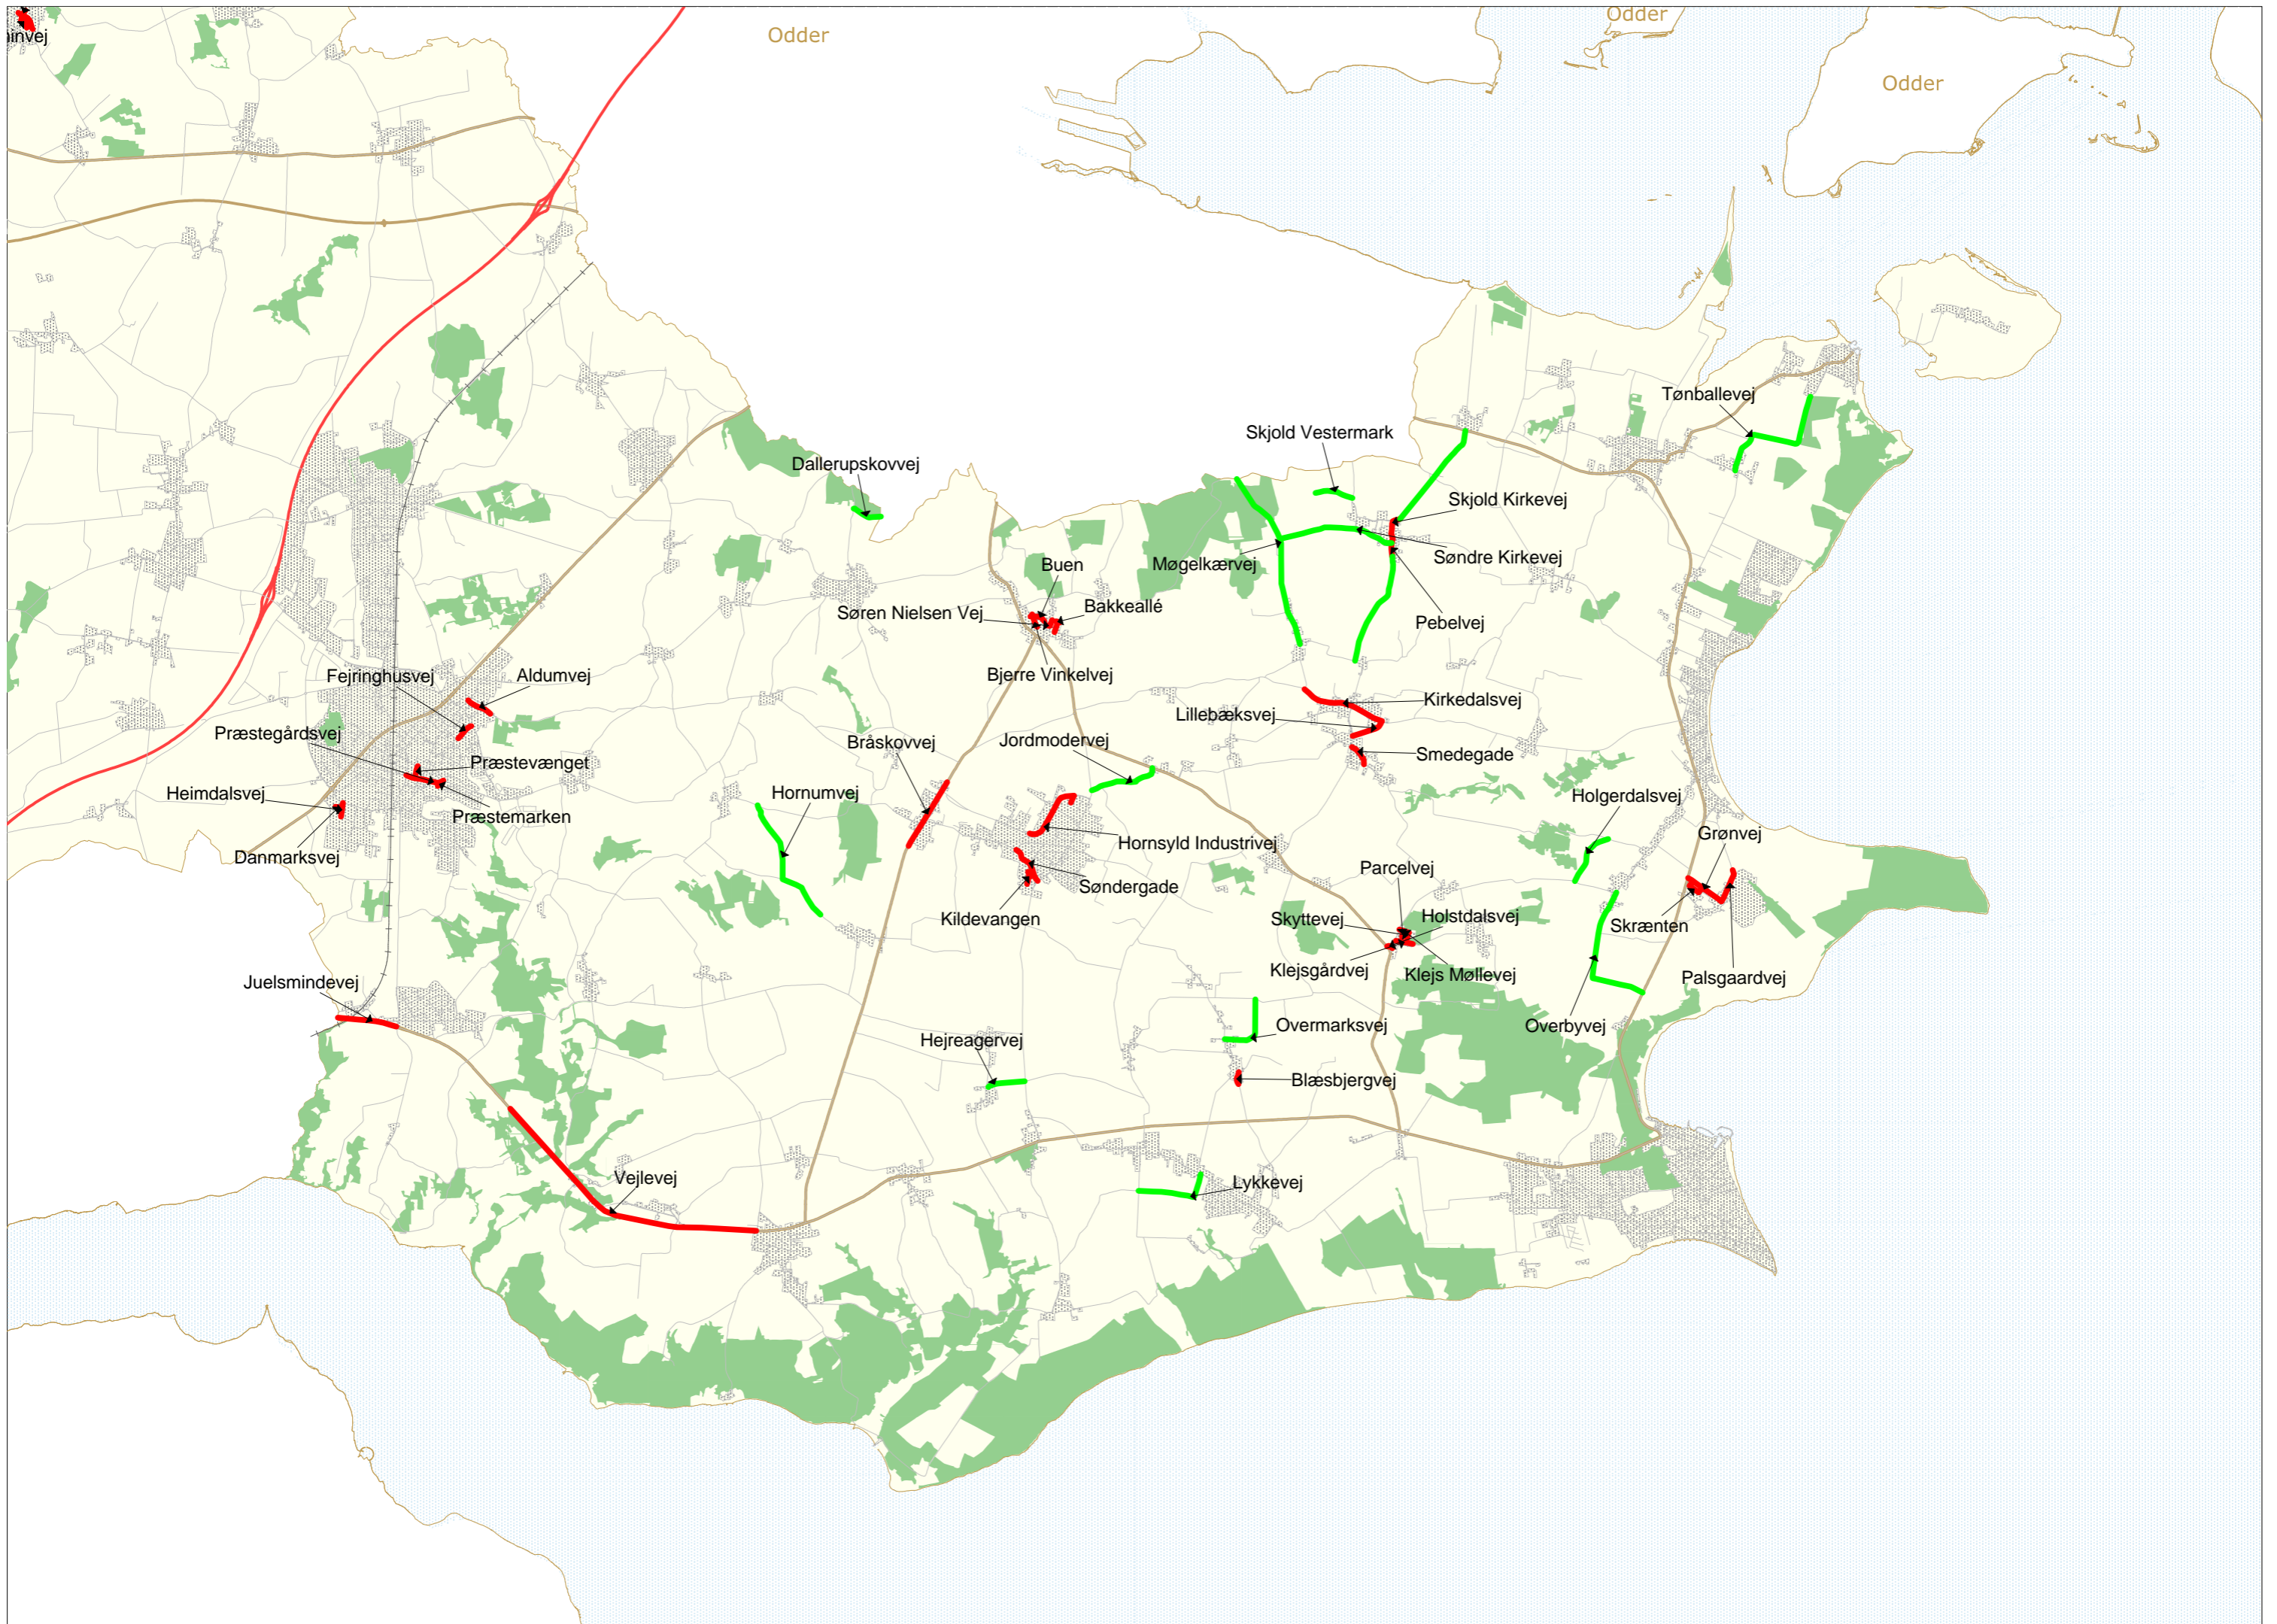 Odder
Odder
ninvej
Odder
Tønballevej
Skjold Vestermark
Dallerupskovvej
Skjold Kirkevej
Søndre Kirkevej
Møgelkærvej
Buen
Bakkeallé
Søren Nielsen Vej
Pebelvej
Bjerre Vinkelvej
Fejringhusvej
Aldumvej
Kirkedalsvej
Lillebæksvej
Præstegårdsvej
Bråskovvej
Jordmodervej
Smedegade
Præstevænget
Heimdalsvej
Hornumvej
Holgerdalsvej
Præstemarken
Grønvej
Hornsyld Industrivej
Danmarksvej
Parcelvej
Søndergade
Kildevangen
Skyttevej
Holstdalsvej
Skrænten
Klejsgårdvej
Klejs Møllevej
Palsgaardvej
Juelsmindevej
Overmarksvej
Overbyvej
Hejreagervej
Blæsbjergvej
Vejlevej
Lykkevej